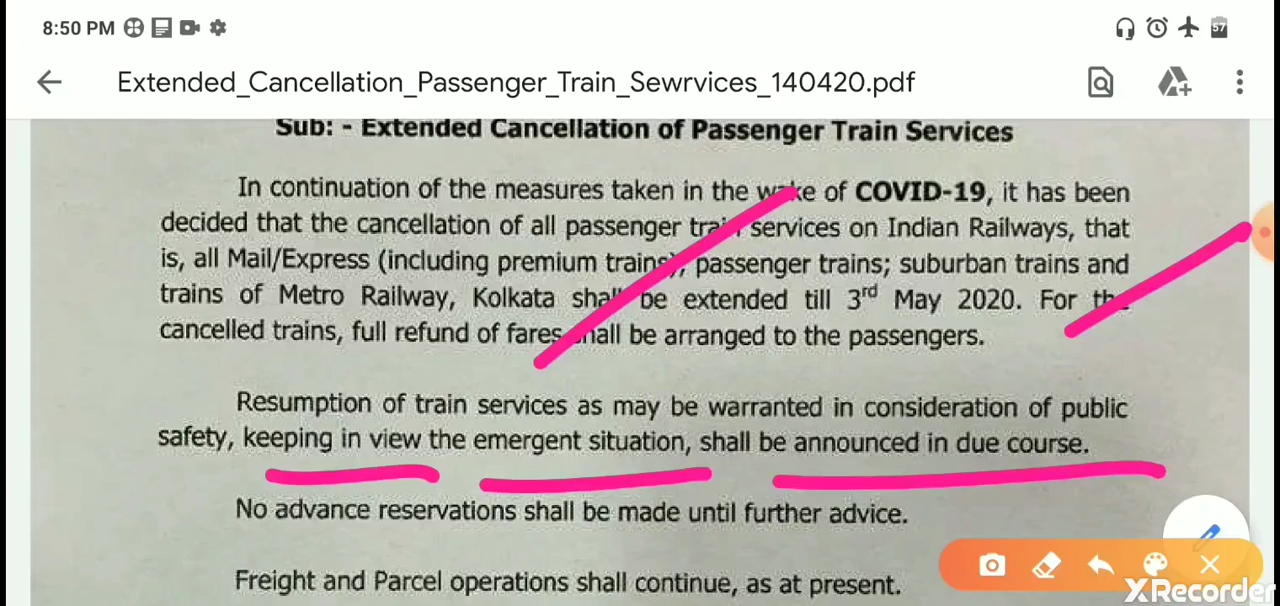 8:50 PM
57
Extended_Cancellation_Passenger_Train_Sewrvices_140420.pdf
Sub: - Extended Cancellation of Passenger Train Services
In continuation of the measures taken in the wake of COVID-19, it has been
decided that the cancellation of all passenger train services on Indian Railways, that
is, all Mail/Express (including premium trains), passenger trains; suburban trains and
trains of Metro Railway, Kolkata shall be extended till 3rd May 2020. For the
cancelled trains, full refund of fares shall be arranged to the passengers.
Resumption of train services as may be warranted in consideration of public
safety, keeping in view the emergent situation, shall be announced in due course.
No advance reservations shall be made until further advice.
Freight and Parcel operations shall continue, as at present.
XRecorder